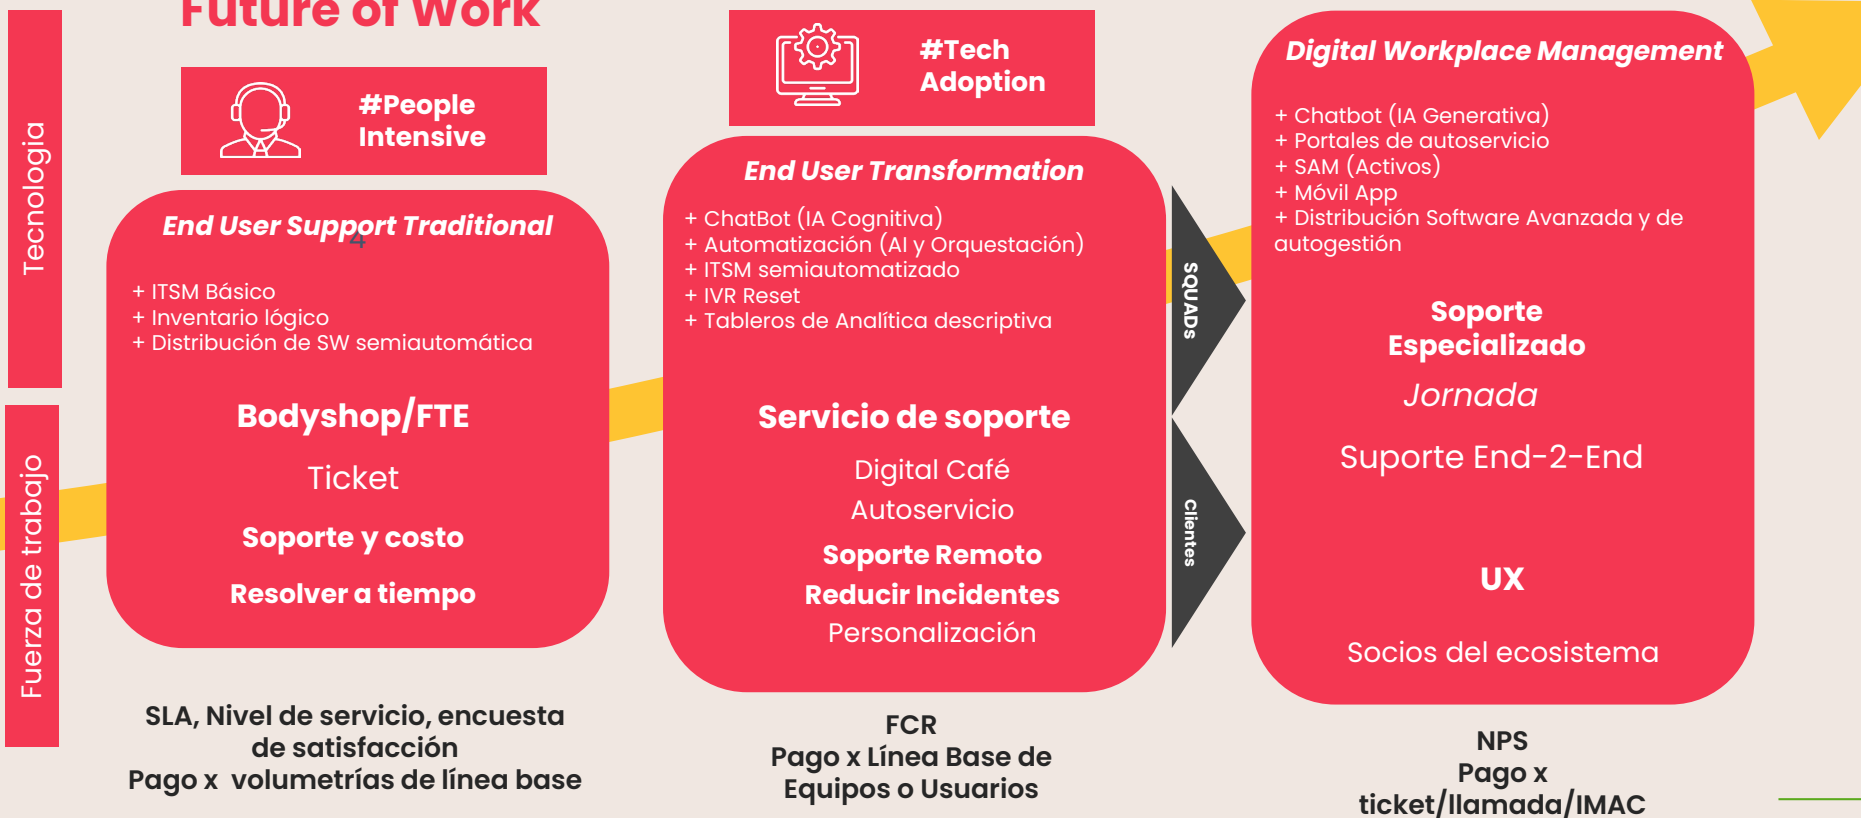 Future of Work
Tecnologia
Fuerza de trabajo
#People
Intensive
End User Support Traditional
4
+ ITSM Básico
+ Inventario lógico
+ Distribución de SW semiautomática
Bodyshop/FTE
Ticket
Soporte y costo
Resolver a tiempo
SLA, Nivel de servicio, encuesta
de satisfacción
Pago x volumetrías de línea base
#Tech
Adoption
End User Transformation
+ ChatBot (IA Cognitiva)
+ Automatización (AI y Orquestación)
+ ITSM semiautomatizado
+ IVR Reset
+ Tableros de Analítica descriptiva
Servicio de soporte
Digital Café
Autoservicio
Soporte Remoto
Reducir Incidentes
Personalización
FCR
Pago x Línea Base de
Equipos o Usuarios
SQUADs
Clientes
Digital Workplace Management
+ Chatbot (IA Generativa)
+ Portales de autoservicio
+ SAM (Activos)
+ Móvil App
+ Distribución Software Avanzada y de
autogestión
Soporte
Especializado
Jornada
Suporte End-2-End
UX
Socios del ecosistema
NPS
Pago x
ticket/llamada/IMAC